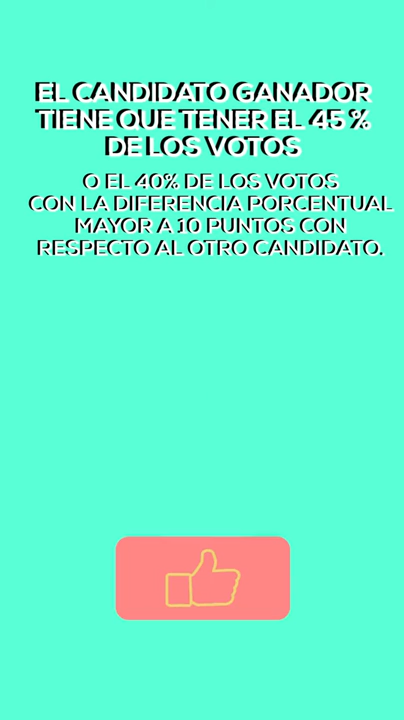 EL CANDIDATO GANADOR
TIENE QUE TENER EL 45 %
DE LOS VOTOS
O EL 40% DE LOS VOTOS
CON LA DIFERENCIA PORCENTUAL
MAYOR A 10 PUNTOS CON
RESPECTO AL OTRO CANDIDATO.